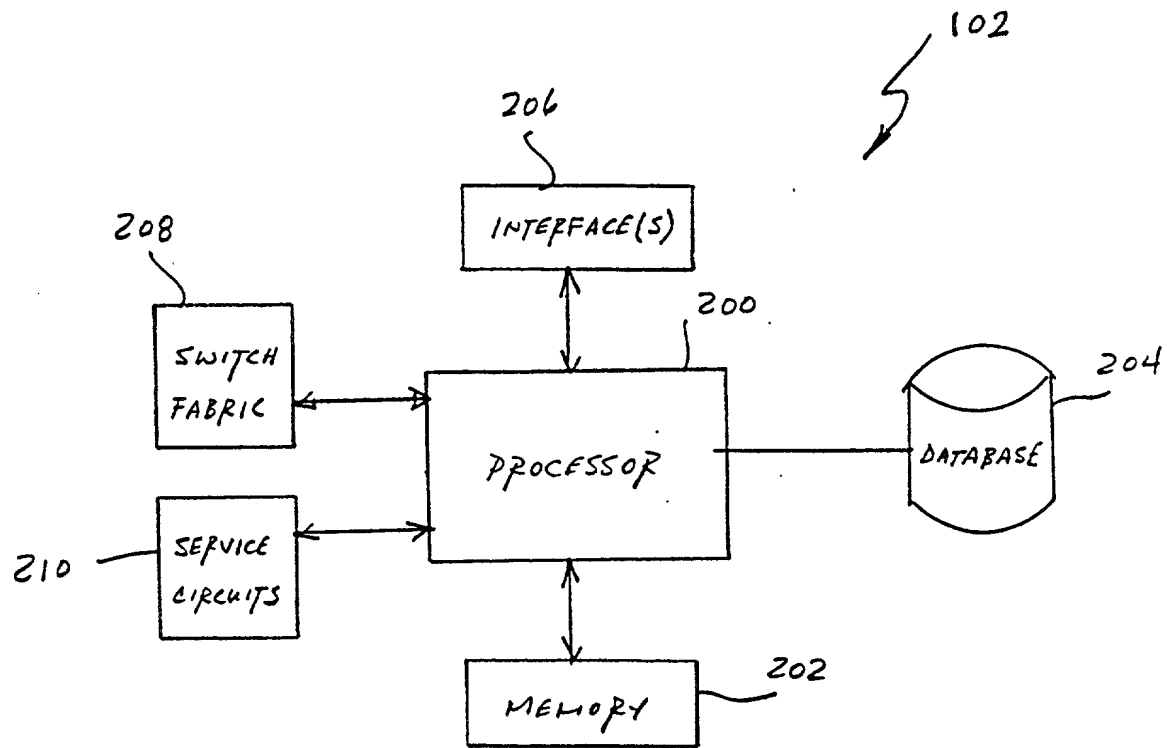 102
206
INTERFACE(S)
208
SWITCH
FABRIC
200
PROCESSOR
204
DATABASE
210
SERVICE
CIRCUITS
202
MEMORY